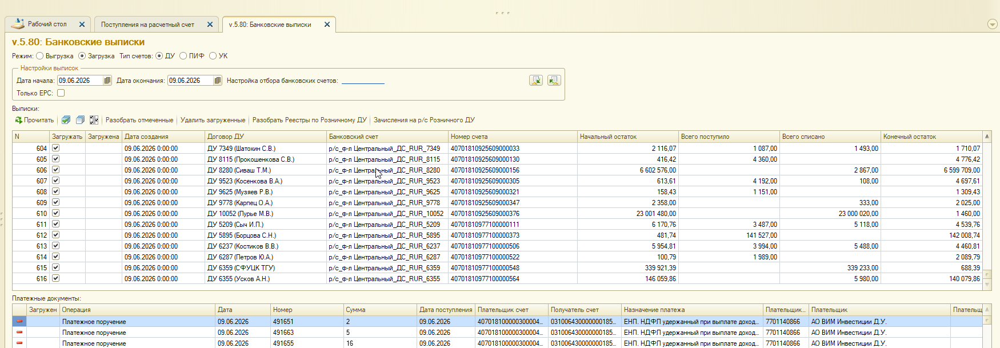 Рабочий стол
Поступления на расчетный счет
v.5.80: Банковские выписки
v.5.80: Банковские выписки
Режим: Выгрузка Загрузка Тип счетов: ДУ ПИФ УК
Настройки выписок
Дата начала: 09.06.2026 Дата окончания: 09.06.2026 Настройка отбора банковских счетов:
Только ЕРС:
Выписки:
Прочитать Разобрать отмеченные Удалить загруженные Разобрать Реестры по Розничному ДУ Зачисления на р/с Розничного ДУ
N Загружать Загружена Дата создания Договор ДУ Банковский счет Номер счета Начальный остаток Всего поступило Всего списано Конечный остаток
604 09.06.2026 0:00:00 ДУ 7349 (Шатохин С.В.) р/с_ф-л Центральный_ДС_RUR_7349 40701810925609000033 2 116,07 1 087,00 1 493,00 1 710,07
605 09.06.2026 0:00:00 ДУ 8115 (Прокошенкова С.В.) р/с_ф-л Центральный_ДС_RUR_8115 40701810925609000130 416,42 4 360,00 4 776,42
606 09.06.2026 0:00:00 ДУ 8280 (Сиваш Т.М.) р/с_ф-л Центральный_ДС_RUR_8280 40701810925609000156 6 602 576,00 2 867,00 6 599 709,00
607 09.06.2026 0:00:00 ДУ 9523 (Косенкова В.А.) р/с_ф-л Центральный_ДС_RUR_9523 40701810925609000305 613,61 4 192,00 108,00 4 697,61
608 09.06.2026 0:00:00 ДУ 9625 (Музяев Р.В.) р/с_ф-л Центральный_ДС_RUR_9625 40701810925609000321 158,43 1 151,00 1 309,43
609 09.06.2026 0:00:00 ДУ 9778 (Карпец О.А.) р/с_ф-л Центральный_ДС_RUR_9778 40701810925609000347 2 358,00 333,00 2 025,00
610 09.06.2026 0:00:00 ДУ 10052 (Лурье М.В.) р/с_ф-л Центральный_ДС_RUR_10052 40701810925609000376 23 001 480,00 23 000 020,00 1 460,00
611 09.06.2026 0:00:00 ДУ 5209 (Сыч И.П.) р/с_ф-л Центральный_ДС_RUR_5209 40701810977100000111 6 170,76 3 487,00 5 118,00 4 539,76
612 09.06.2026 0:00:00 ДУ 5895 (Борцова С.Н.) р/с_ф-л Центральный_ДС_RUR_5895 40701810977100000373 481,74 141 527,00 142 008,74
613 09.06.2026 0:00:00 ДУ 6237 (Костиков В.В.) р/с_ф-л Центральный_ДС_RUR_6237 40701810977100000506 5 954,81 3 994,00 5 488,00 4 460,81
614 09.06.2026 0:00:00 ДУ 6287 (Петров Ю.А.) р/с_ф-л Центральный_ДС_RUR_6287 40701810977100000522 100,79 1 989,00 2 089,79
615 09.06.2026 0:00:00 ДУ 6359 (СФУЦК ТГУ) р/с_ф-л Центральный_ДС_RUR_6359 40701810977100000548 339 921,39 339 233,00 688,39
616 09.06.2026 0:00:00 ДУ 6355 (Усков А.Н.) р/с_ф-л Центральный_ДС_RUR_6355 40701810977100000564 146 059,86 5 980,00 140 079,86
Платежные документы:
Загружен Операция Дата Номер Сумма Дата поступления Плательщик счет Получатель счет Назначение платежа Плательщик... Плательщик Плательщ
Платежное поручение 09.06.2026 491651 2 09.06.2026 407018100000300004... 031006430000000185... ЕНП. НДФЛ удержанный при выплате доход... 7701140866 АО ВИМ Инвестиции Д.У.
Платежное поручение 09.06.2026 491663 5 09.06.2026 407018100000300004... 031006430000000185... ЕНП. НДФЛ удержанный при выплате доход... 7701140866 АО ВИМ Инвестиции Д.У.
Платежное поручение 09.06.2026 491655 16 09.06.2026 407018100000300004... 031006430000000185... ЕНП. НДФЛ удержанный при выплате доход... 7701140866 АО ВИМ Инвестиции Д.У.